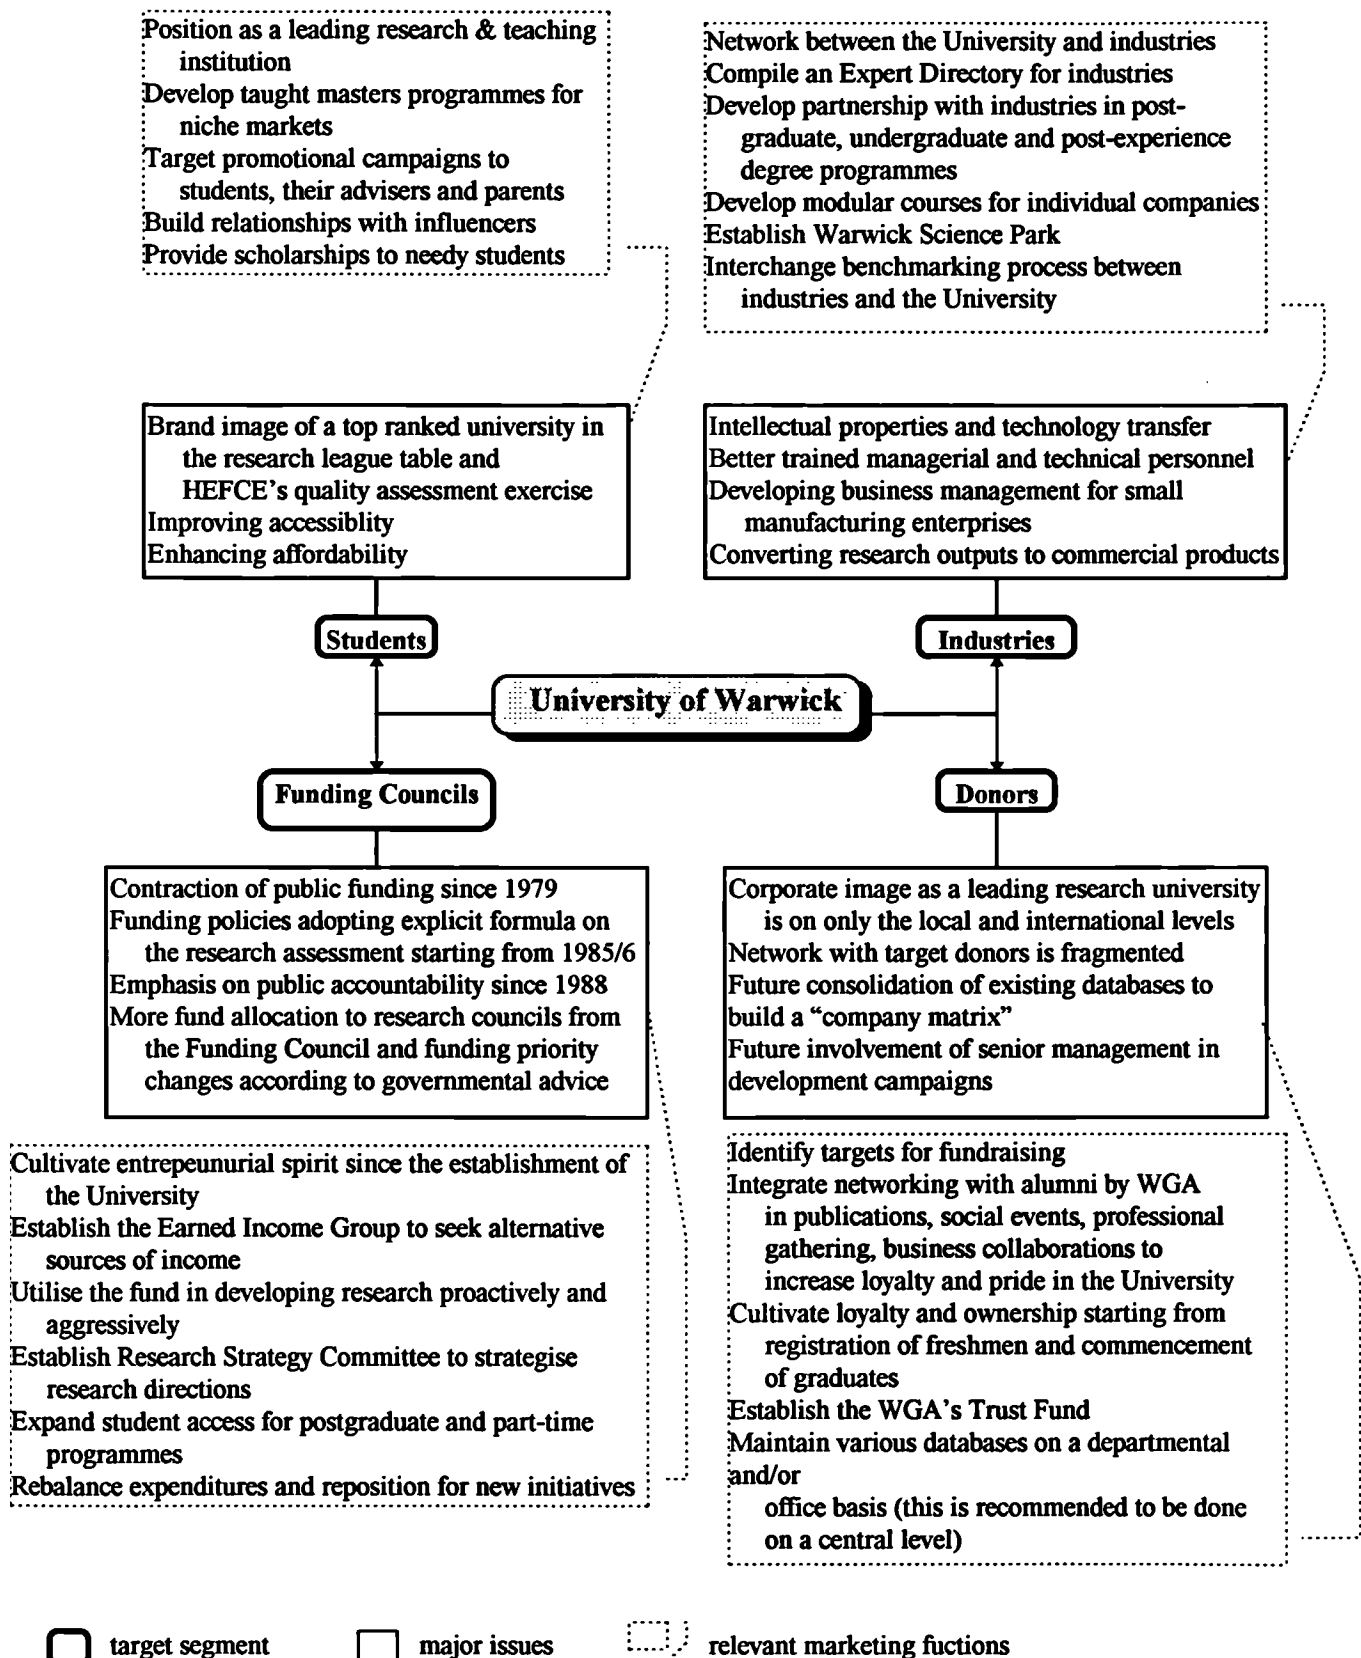 Position as a leading research & teaching
institution
Develop taught masters programmes for
niche markets
Target promotional campaigns to
students, their advisers and parents
Build relationships with influencers
Provide scholarships to needy students
Network between the University and industries
Compile an Expert Directory for industries
Develop partnership with industries in post-
graduate, undergraduate and post-experience
degree programmes
Develop modular courses for individual companies
Establish Warwick Science Park
Interchange benchmarking process between
industries and the University
Brand image of a top ranked university in
the research league table and
HEFCE's quality assessment exercise
Improving accessiblity
Enhancing affordability
Intellectual properties and technology transfer
Better trained managerial and technical personnel
Developing business management for small
manufacturing enterprises
Converting research outputs to commercial products
Students
Industries
University of Warwick
Funding Councils
Donors
Contraction of public funding since 1979
Funding policies adopting explicit formula on
the research assessment starting from 1985/6
Emphasis on public accountability since 1988
More fund allocation to research councils from
the Funding Council and funding priority
changes according to governmental advice
Corporate image as a leading research university
is on only the local and international levels
Network with target donors is fragmented
Future consolidation of existing databases to
build a “company matrix”
Future involvement of senior management in
development campaigns
Cultivate entrepeunurial spirit since the establishment of
the University
Establish the Earned Income Group to seek alternative
sources of income
Utilise the fund in developing research proactively and
aggressively
Establish Research Strategy Committee to strategise
research directions
Expand student access for postgraduate and part-time
programmes
Rebalance expenditures and reposition for new initiatives
Identify targets for fundraising
Integrate networking with alumni by WGA
in publications, social events, professional
gathering, business collaborations to
increase loyalty and pride in the University
Cultivate loyalty and ownership starting from
registration of freshmen and commencement
of graduates
Establish the WGA's Trust Fund
Maintain various databases on a departmental
and/or
office basis (this is recommended to be done
on a central level)
target segment
major issues
relevant marketing fuctions